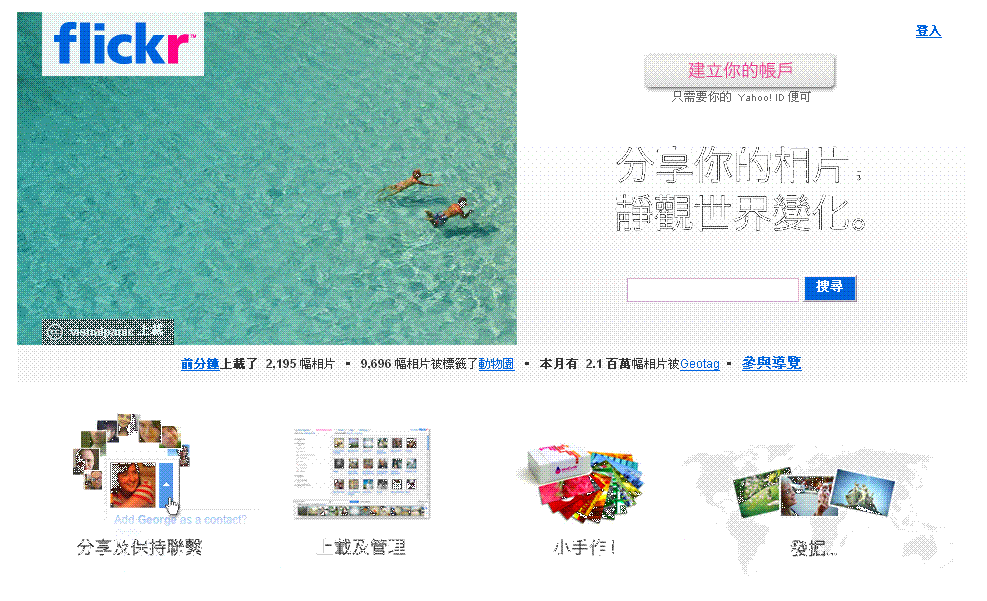 flickr™
登入
建立你的帳戶
只需要你的 Yahoo! ID 便可
分享你的相片；
靜觀世界變化。
搜尋
上載
前分鐘上載了 2,195 幅相片 • 9,696 幅相片被標籤了動物園 • 本月有 2.1 百萬幅相片被Geotag • 參與導覽
Add George as a contact?
分享及保持聯繫
上載及管理
小手作！
發掘...